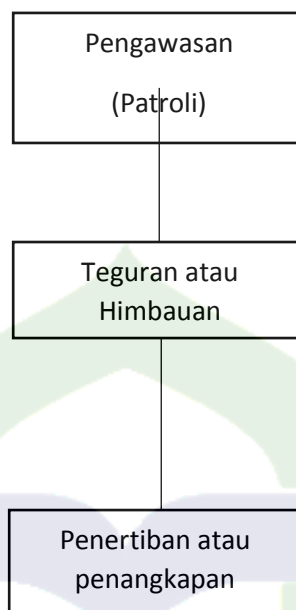 Pengawasan
(Patroli)
Teguran atau
Himbauan
Penertiban atau
penangkapan